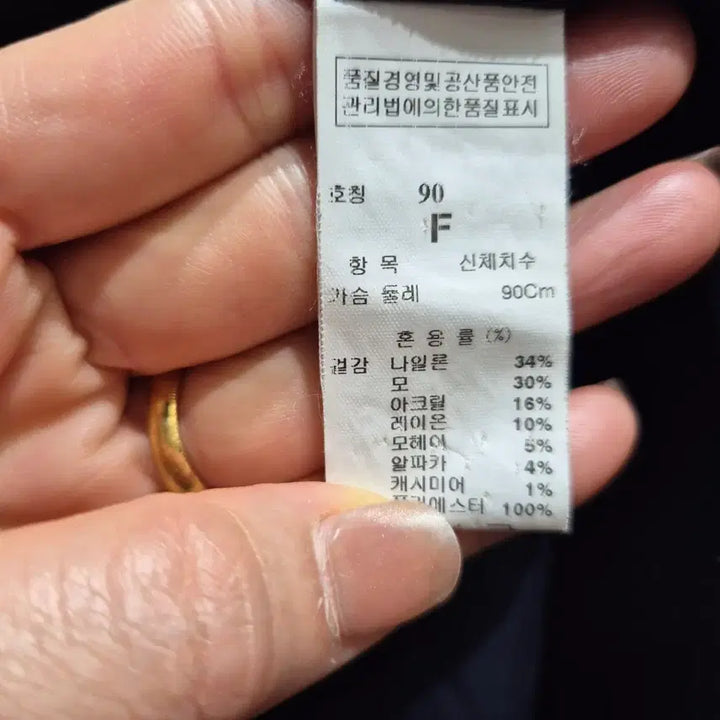 품질경영및공산품안전
관리법에의한품질표시
호칭 90
F
항 목 신체치수
가슴 둘레 90Cm
혼 용 률 (%)
겉감 나일론 34%
모 30%
아크릴 16%
레이온 10%
모헤어 5%
알파카 4%
캐시미어 1%
폴리에스터 100%